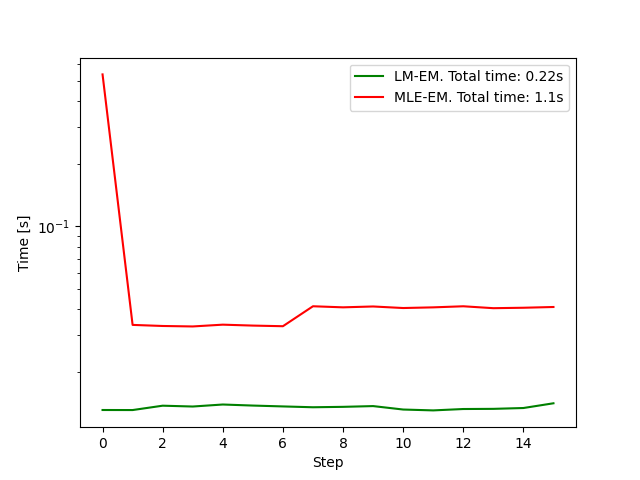 LM-EM. Total time: 0.22s
MLE-EM. Total time: 1.1s
Time [s]
10⁻¹
0 2 4 6 8 10 12 14
Step